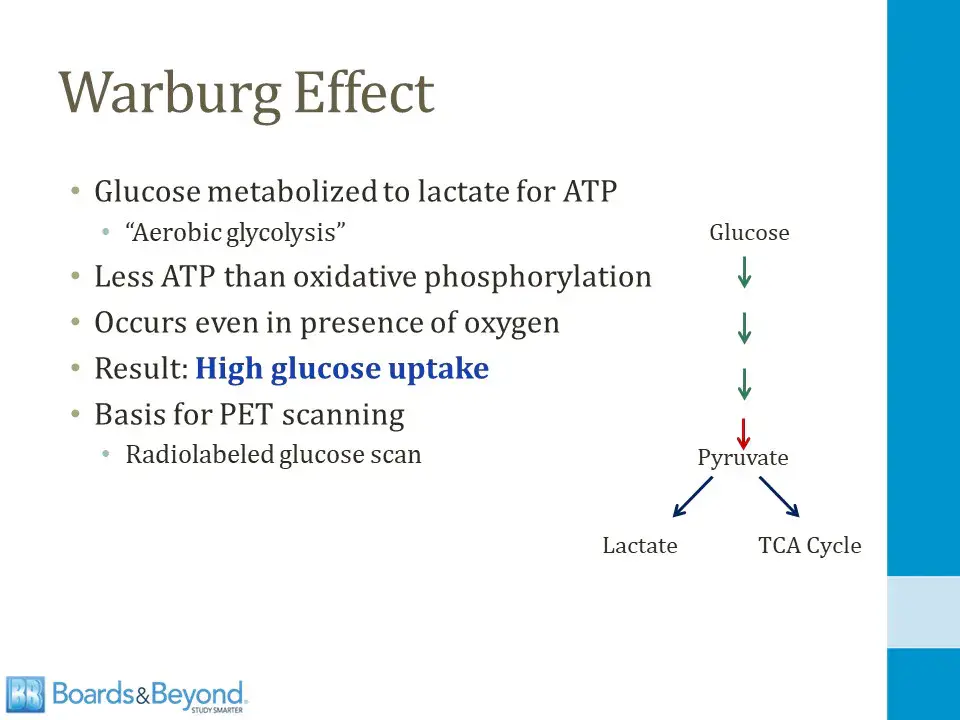 Warburg Effect
• Glucose metabolized to lactate for ATP
• “Aerobic glycolysis”
• Less ATP than oxidative phosphorylation
• Occurs even in presence of oxygen
• Result: High glucose uptake
• Basis for PET scanning
• Radiolabeled glucose scan
Glucose
Pyruvate
Lactate TCA Cycle
BB Boards&Beyond.
STUDY SMARTER